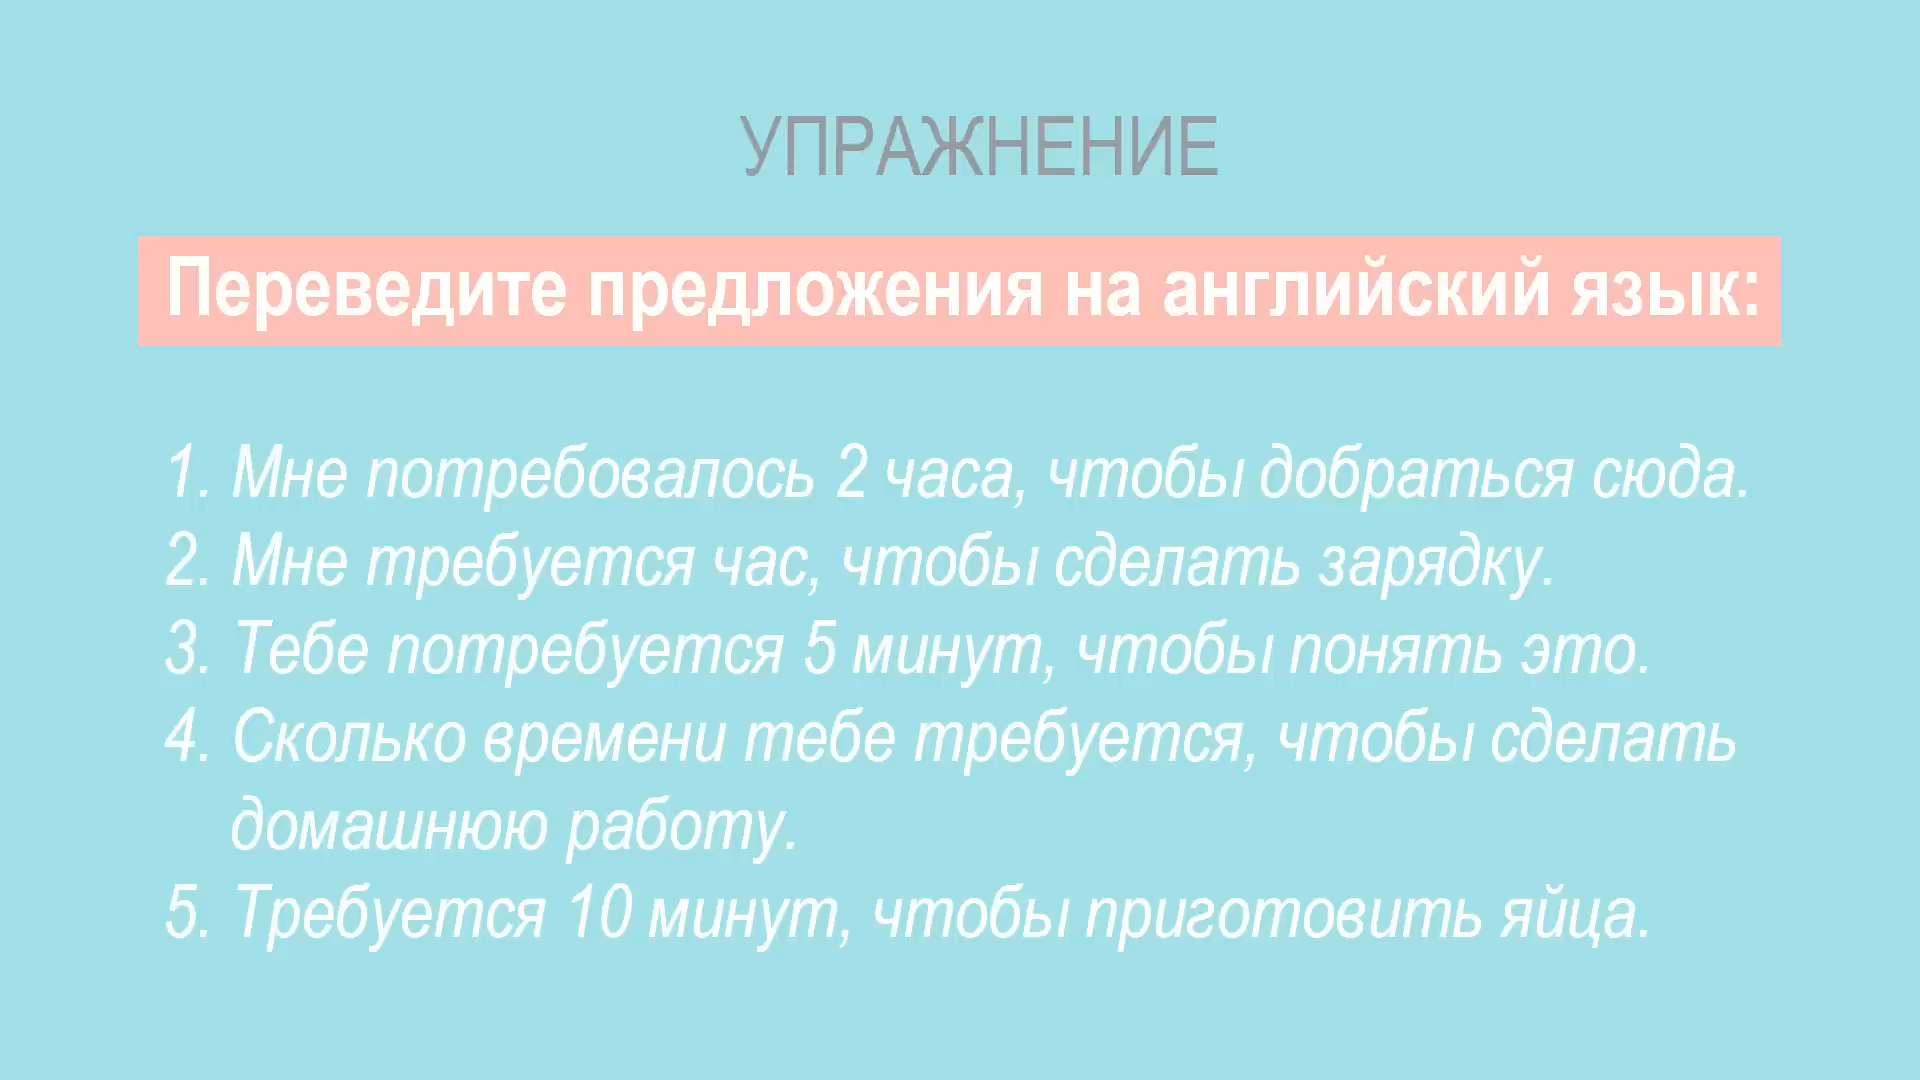 УПРАЖНЕНИЕ
Переведите предложения на английский язык:
1. Мне потребовалось 2 часа, чтобы добраться сюда.
2. Мне требуется час, чтобы сделать зарядку.
3. Тебе потребуется 5 минут, чтобы понять это.
4. Сколько времени тебе требуется, чтобы сделать
домашнюю работу.
5. Требуется 10 минут, чтобы приготовить яйца.